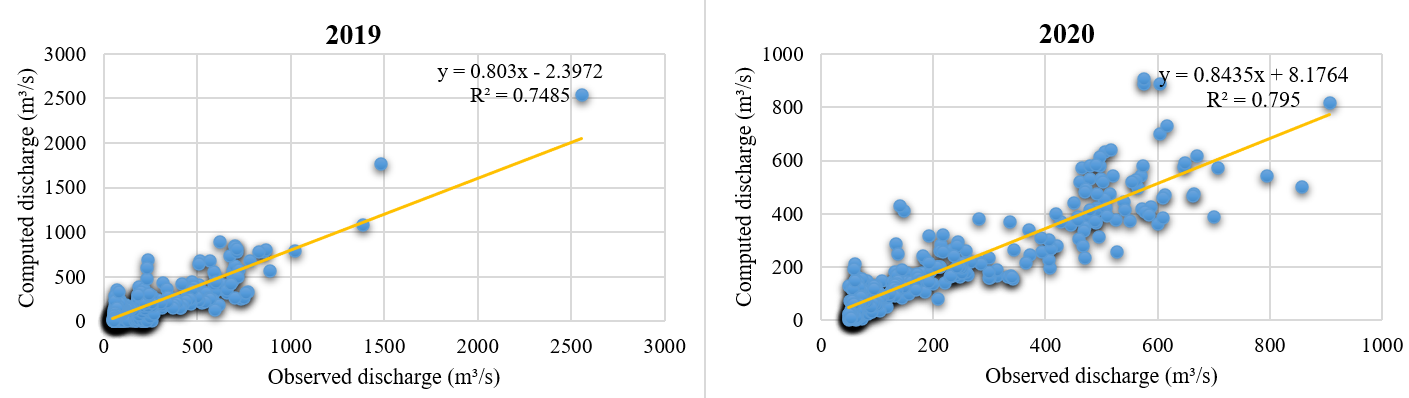 2019
3000
2500
2000
1500
1000
500
0
y = 0.803x - 2.3972
R² = 0.7485
0 500 1000 1500 2000 2500 3000
Computed discharge (m³/s)
Observed discharge (m³/s)
2020
1000
800
600
400
200
0
y = 0.8435x + 8.1764
R² = 0.795
0 200 400 600 800 1000
Computed discharge (m³/s)
Observed discharge (m³/s)